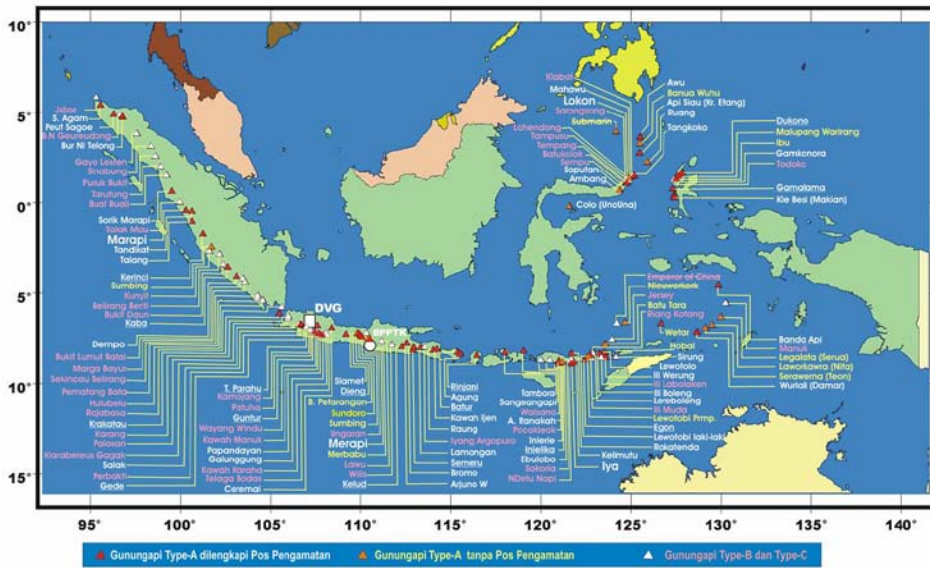 10°
5°
0°
5°
10°
15°
95°
100°
105°
110°
115°
120°
125°
130°
135°
140°
Jaboi
S. Agam
Peut Sagoe
B.N Geureudong
Bur Ni Telong
Gayo Lesten
Sinabung
Pusuk Bukit
Tarutung
Bual Buali
Sorik Marapi
Talak Mau
Marapi
Tandikat
Talang
Kerinci
Sumbing
Kunyit
Belirang Beriti
Bukit Daun
Kaba
Dempo
Bukit Lumut Balai
Marga Bayur
Sekincau Belirang
Pematang Bata
Hulubelu
Rajabasa
Krakatau
Karang
Pulosari
Kiarabereus Gagak
Salak
Perbakti
Gede
DVG
BPPTK
T. Parahu
Kamojang
Patuha
Guntur
Wayang Windu
Kawah Manuk
Papandayan
Galunggung
Kawah Karaha
Telaga Bodas
Ceremai
Slamet
Dieng
B. Petarangan
Sundoro
Sumbing
Ungaran
Merapi
Merbabu
Lawu
Wilis
Kelud
Rinjani
Agung
Batur
Kawah Ijen
Raung
Iyang Argopuro
Lamongan
Semeru
Bromo
Arjuno W
Tambora
Sangeangapi
Waisano
A. Ranakah
Pocokleok
Inierie
Inielika
Ebulobo
Sokoria
NDetu Napi
Kelimutu
Iya
Sirung
Lewotolo
Ili Werung
Ili Labalaken
Ili Boleng
Lereboleng
Ili Muda
Lewotobi Prmp.
Egon
Lewotobi laki-laki
Rokatenda
Hobal
Wetar
Emperor of China
Nieuwerkerk
Jersey
Batu Tara
Riang Kotang
Banda Api
Manuk
Legalata (Serua)
Laworkawra (Nila)
Serawerna (Teon)
Wurlali (Damar)
Klabat
Mahawu
Lokon
Sarangsong
Submarin
Lahendong
Tampusu
Tempang
Batukolok
Sempu
Soputan
Ambang
Colo (UnaUna)
Awu
Banua Wuhu
Api Siau (Kr. Etang)
Ruang
Tangkoko
Dukono
Malupang Warirang
Ibu
Gamkonora
Todoko
Gamalama
Kie Besi (Makian)
Gunungapi Type-A dilengkapi Pos Pengamatan
Gunungapi Type-A tanpa Pos Pengamatan
Gunungapi Type-B dan Type-C